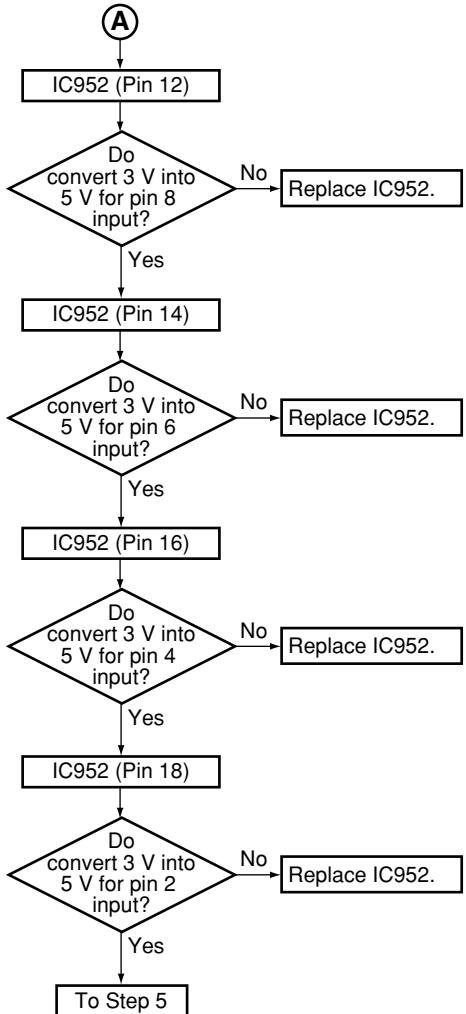 A
IC952 (Pin 12)
Do
convert 3 V into
5 V for pin 8
input?
No
Replace IC952.
Yes
IC952 (Pin 14)
Do
convert 3 V into
5 V for pin 6
input?
No
Replace IC952.
Yes
IC952 (Pin 16)
Do
convert 3 V into
5 V for pin 4
input?
No
Replace IC952.
Yes
IC952 (Pin 18)
Do
convert 3 V into
5 V for pin 2
input?
No
Replace IC952.
Yes
To Step 5